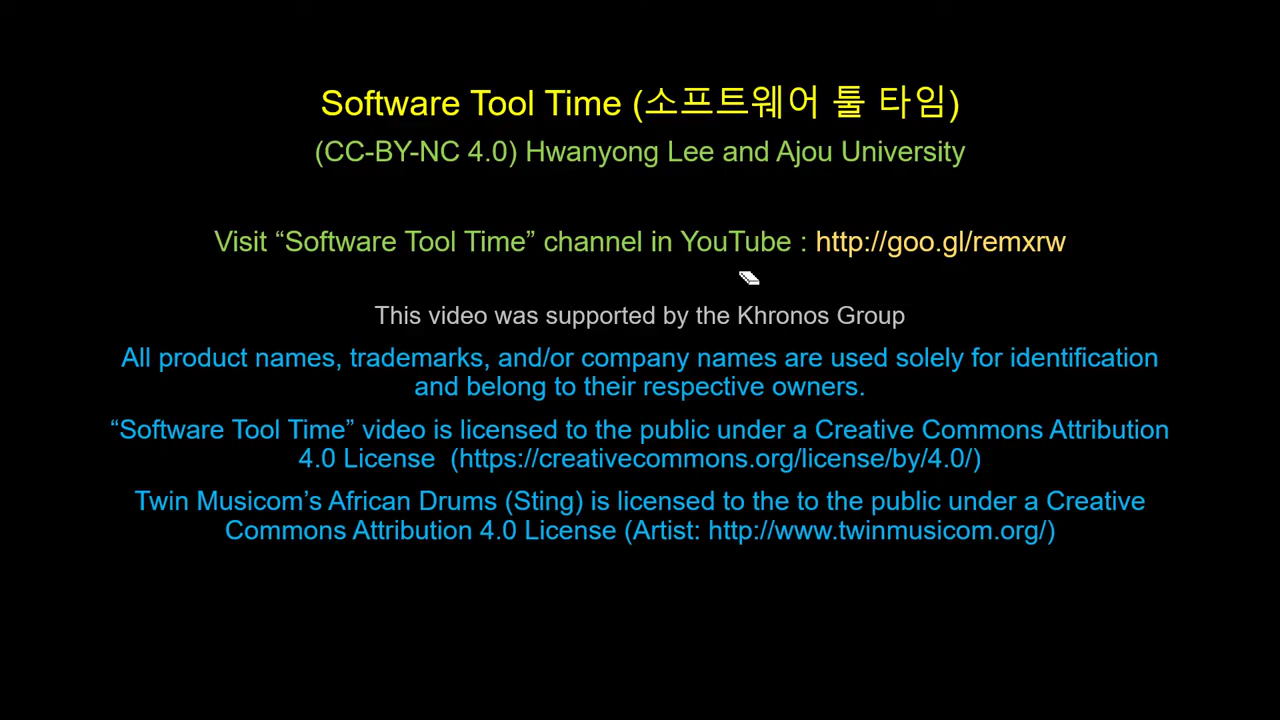 Software Tool Time (소프트웨어 툴 타임)
(CC-BY-NC 4.0) Hwanyong Lee and Ajou University
Visit “Software Tool Time” channel in YouTube : http://goo.gl/remxrw
This video was supported by the Khronos Group
All product names, trademarks, and/or company names are used solely for identification
and belong to their respective owners.
“Software Tool Time” video is licensed to the public under a Creative Commons Attribution
4.0 License (https://creativecommons.org/license/by/4.0/)
Twin Musicom’s African Drums (Sting) is licensed to the to the public under a Creative
Commons Attribution 4.0 License (Artist: http://www.twinmusicom.org/)